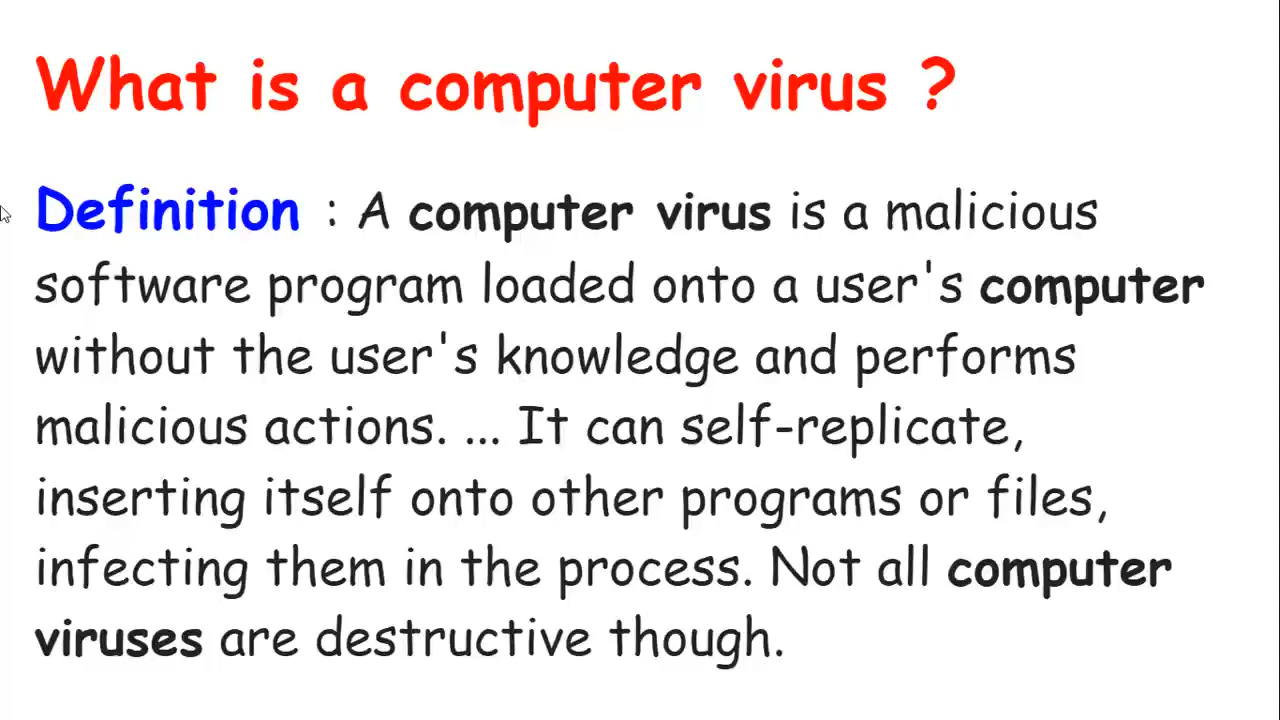 What is a computer virus ?
Definition : A computer virus is a malicious
software program loaded onto a user's computer
without the user's knowledge and performs
malicious actions. ... It can self-replicate,
inserting itself onto other programs or files,
infecting them in the process. Not all computer
viruses are destructive though.